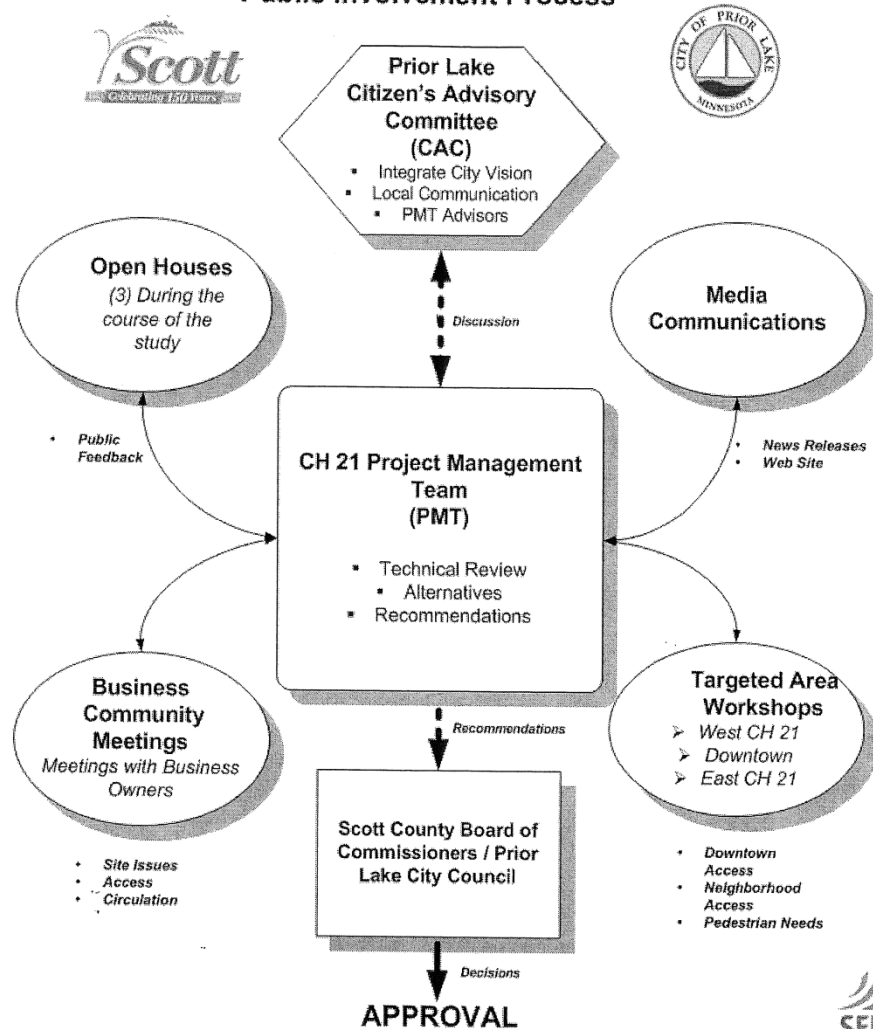 Public Involvement Process
Scott
Celebrating 150 Years
CITY OF PRIOR LAKE
MINNESOTA
Prior Lake
Citizen's Advisory
Committee
(CAC)
▪ Integrate City Vision
▪ Local Communication
▪ PMT Advisors
Open Houses
(3) During the
course of the
study
Discussion
Media
Communications
• Public
Feedback
• News Releases
• Web Site
CH 21 Project Management
Team
(PMT)
▪ Technical Review
▪ Alternatives
▪ Recommendations
Business
Community
Meetings
Meetings with Business
Owners
Recommendations
Targeted Area
Workshops
➢ West CH 21
➢ Downtown
➢ East CH 21
Scott County Board of
Commissioners / Prior
Lake City Council
• Site Issues
• Access
• Circulation
• Downtown
Access
• Neighborhood
Access
• Pedestrian Needs
Decisions
APPROVAL